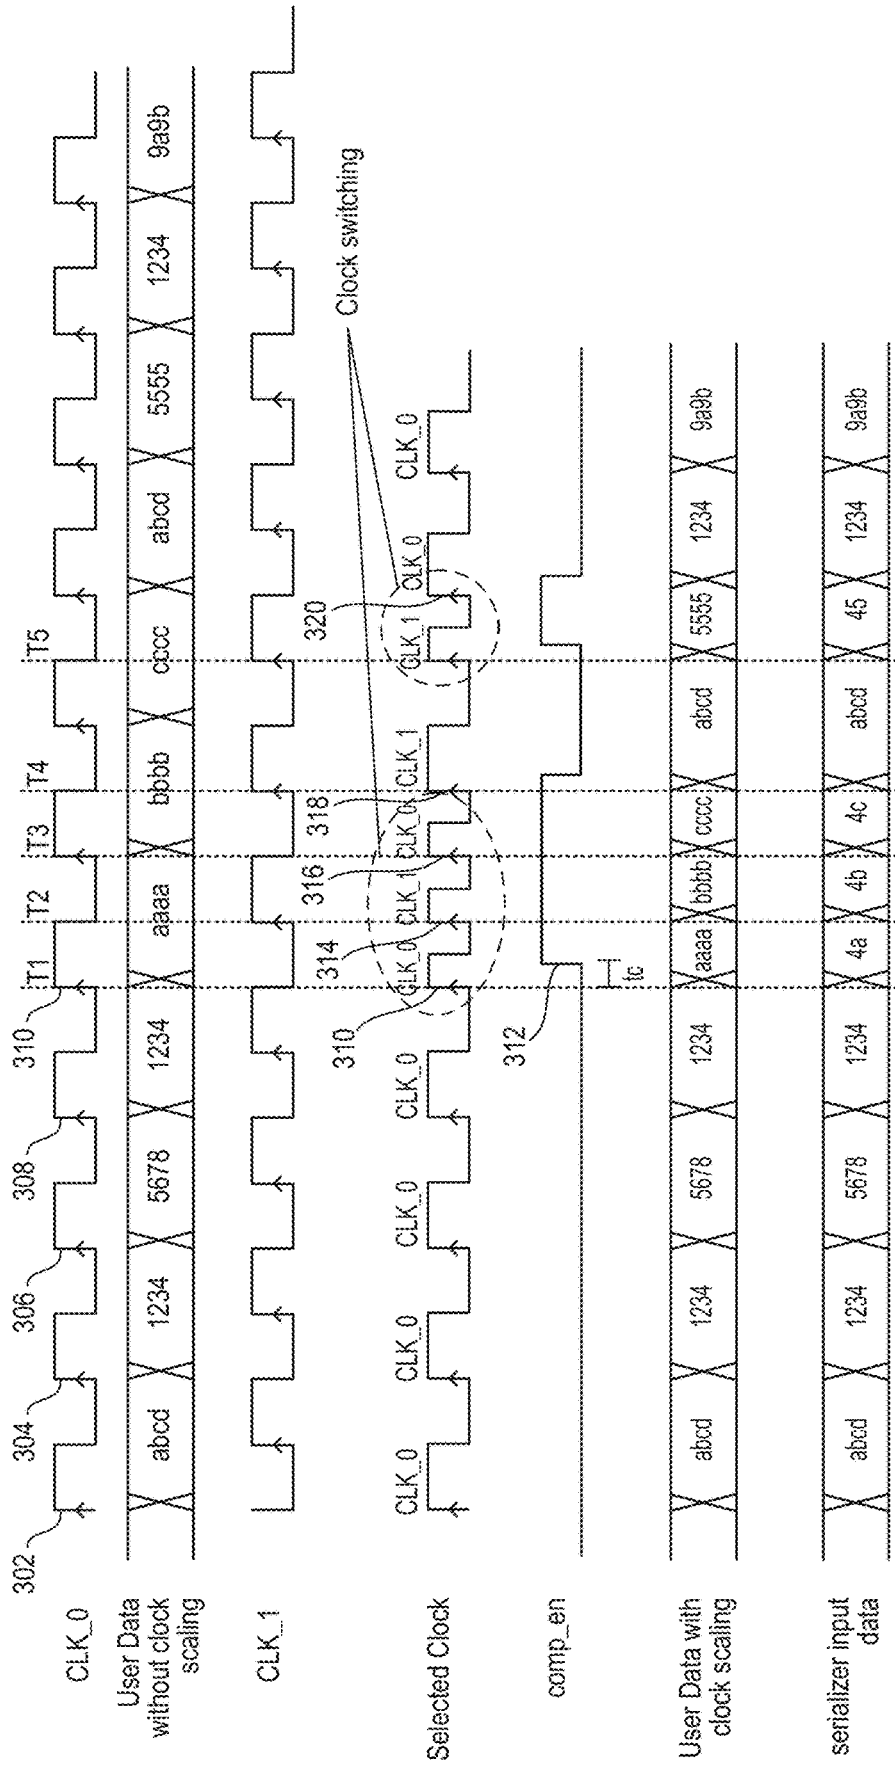 302
304
306
308
310
T1
T2
T3
T4
T5
CLK_0
User Data
without clock
scaling
abcd
1234
5678
1234
aaaa
bbbb
cccc
abcd
5555
1234
9a9b
CLK_1
Clock switching
310
314
316
318
320
Selected Clock
CLK_0
CLK_0
CLK_0
CLK_0
CLK_0
CLK_1
CLK_0
CLK_1
CLK_1
CLK_0
CLK_0
312
comp_en
tc
User Data with
clock scaling
abcd
1234
5678
1234
aaaa
bbbb
cccc
abcd
5555
1234
9a9b
serializer input
data
abcd
1234
5678
1234
4a
4b
4c
abcd
45
1234
9a9b